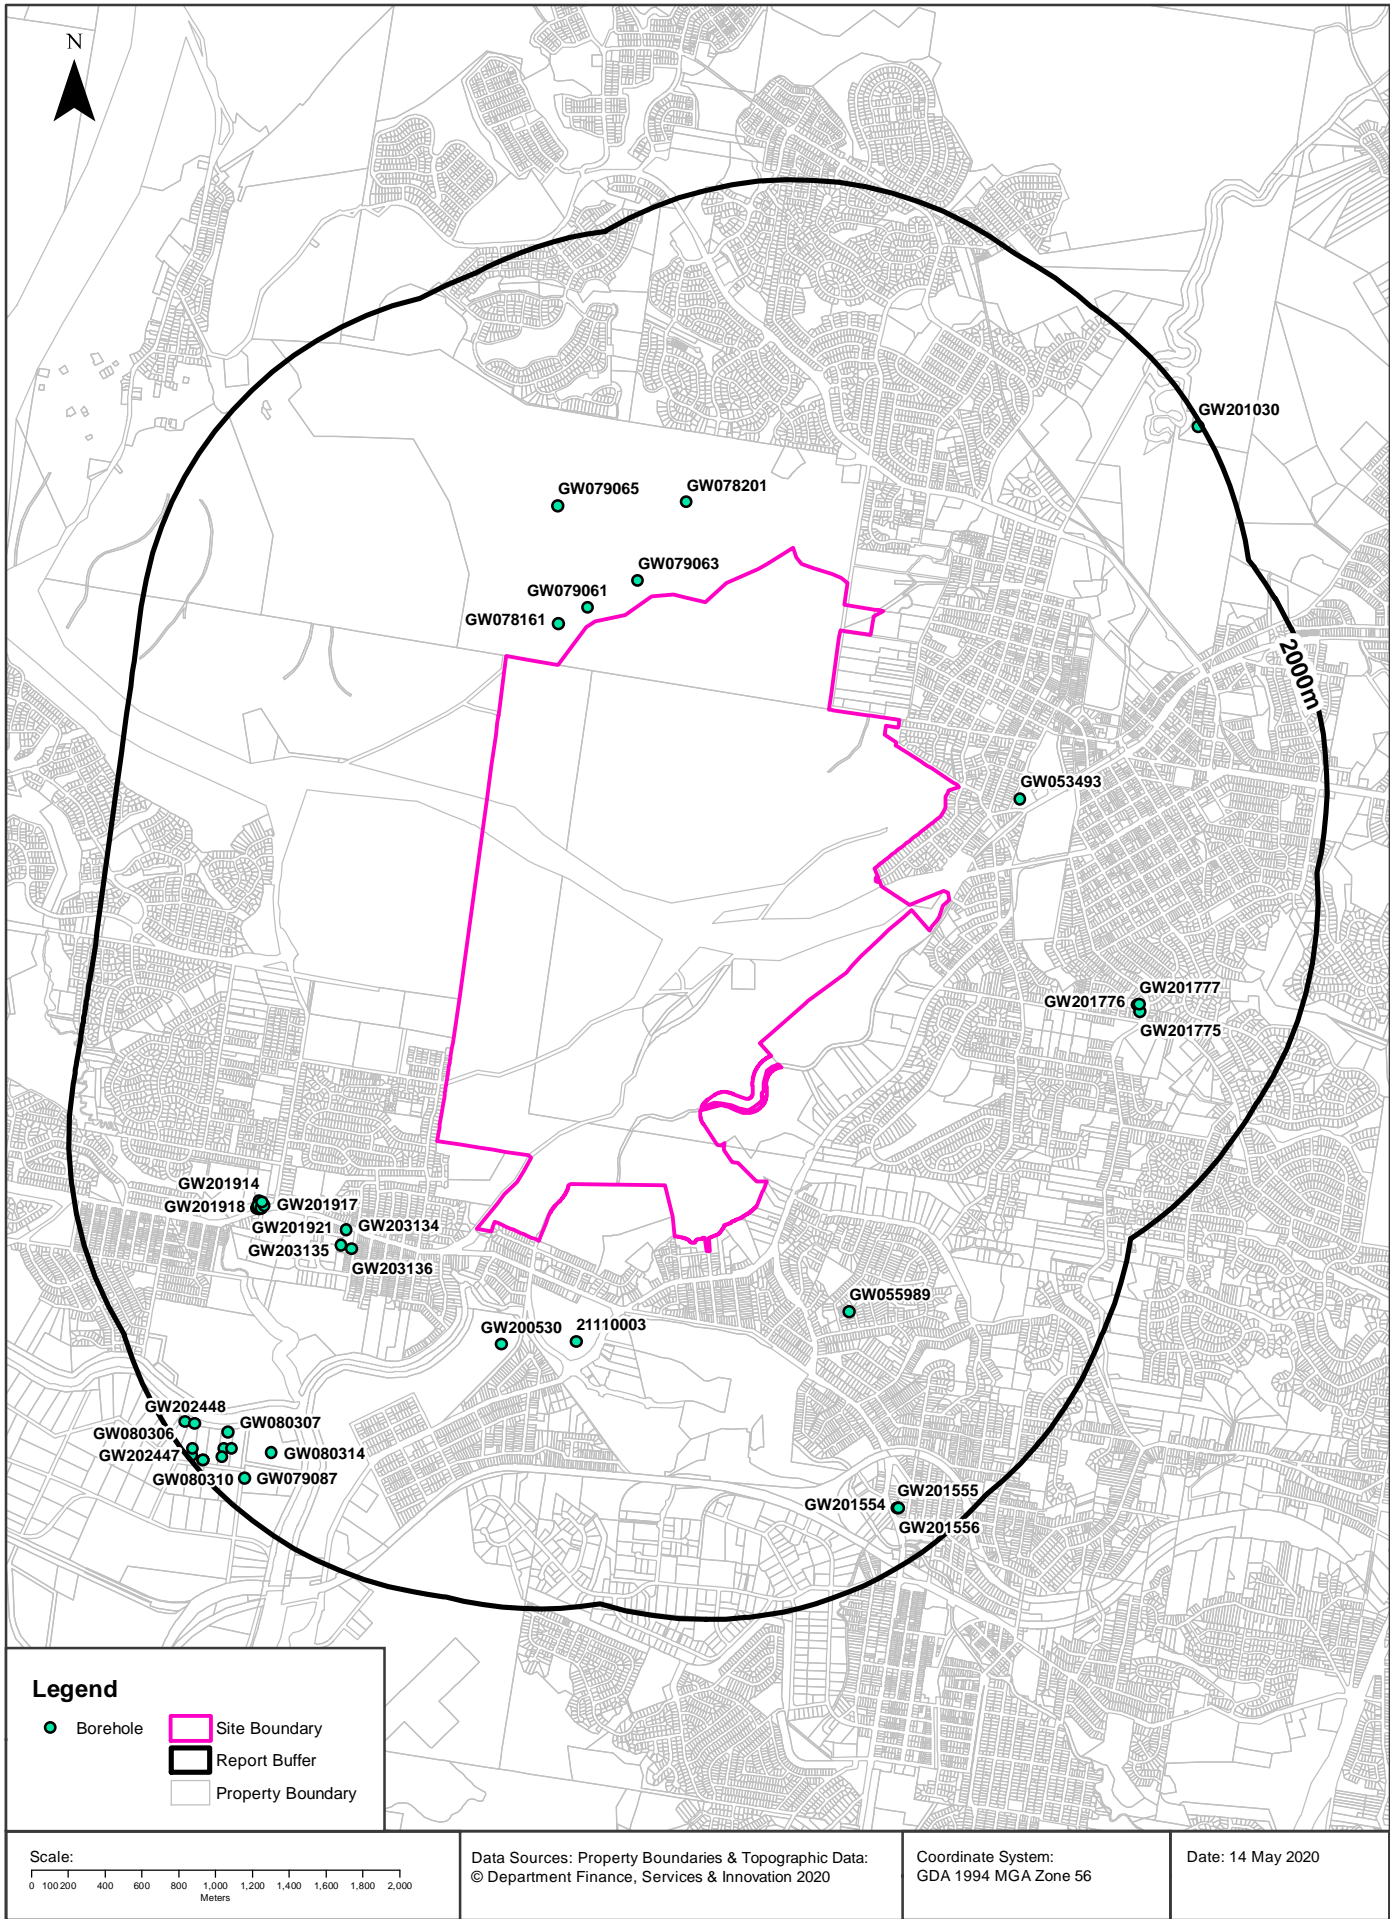 N
GW201030
GW079065
GW078201
GW079063
GW079061
GW078161
2000m
GW053493
GW201777
GW201776
GW201775
GW201914
GW201918
GW201917
GW201921
GW203134
GW203135
GW203136
GW055989
GW200530
21110003
GW202448
GW080307
GW080306
GW202447
GW080314
GW080310
GW079087
GW201555
GW201554
GW201556
Legend
Borehole
Site Boundary
Report Buffer
Property Boundary
Scale:
0 100 200 400 600 800 1,000 1,200 1,400 1,600 1,800 2,000
Meters
Data Sources: Property Boundaries & Topographic Data:
© Department Finance, Services & Innovation 2020
Coordinate System:
GDA 1994 MGA Zone 56
Date: 14 May 2020